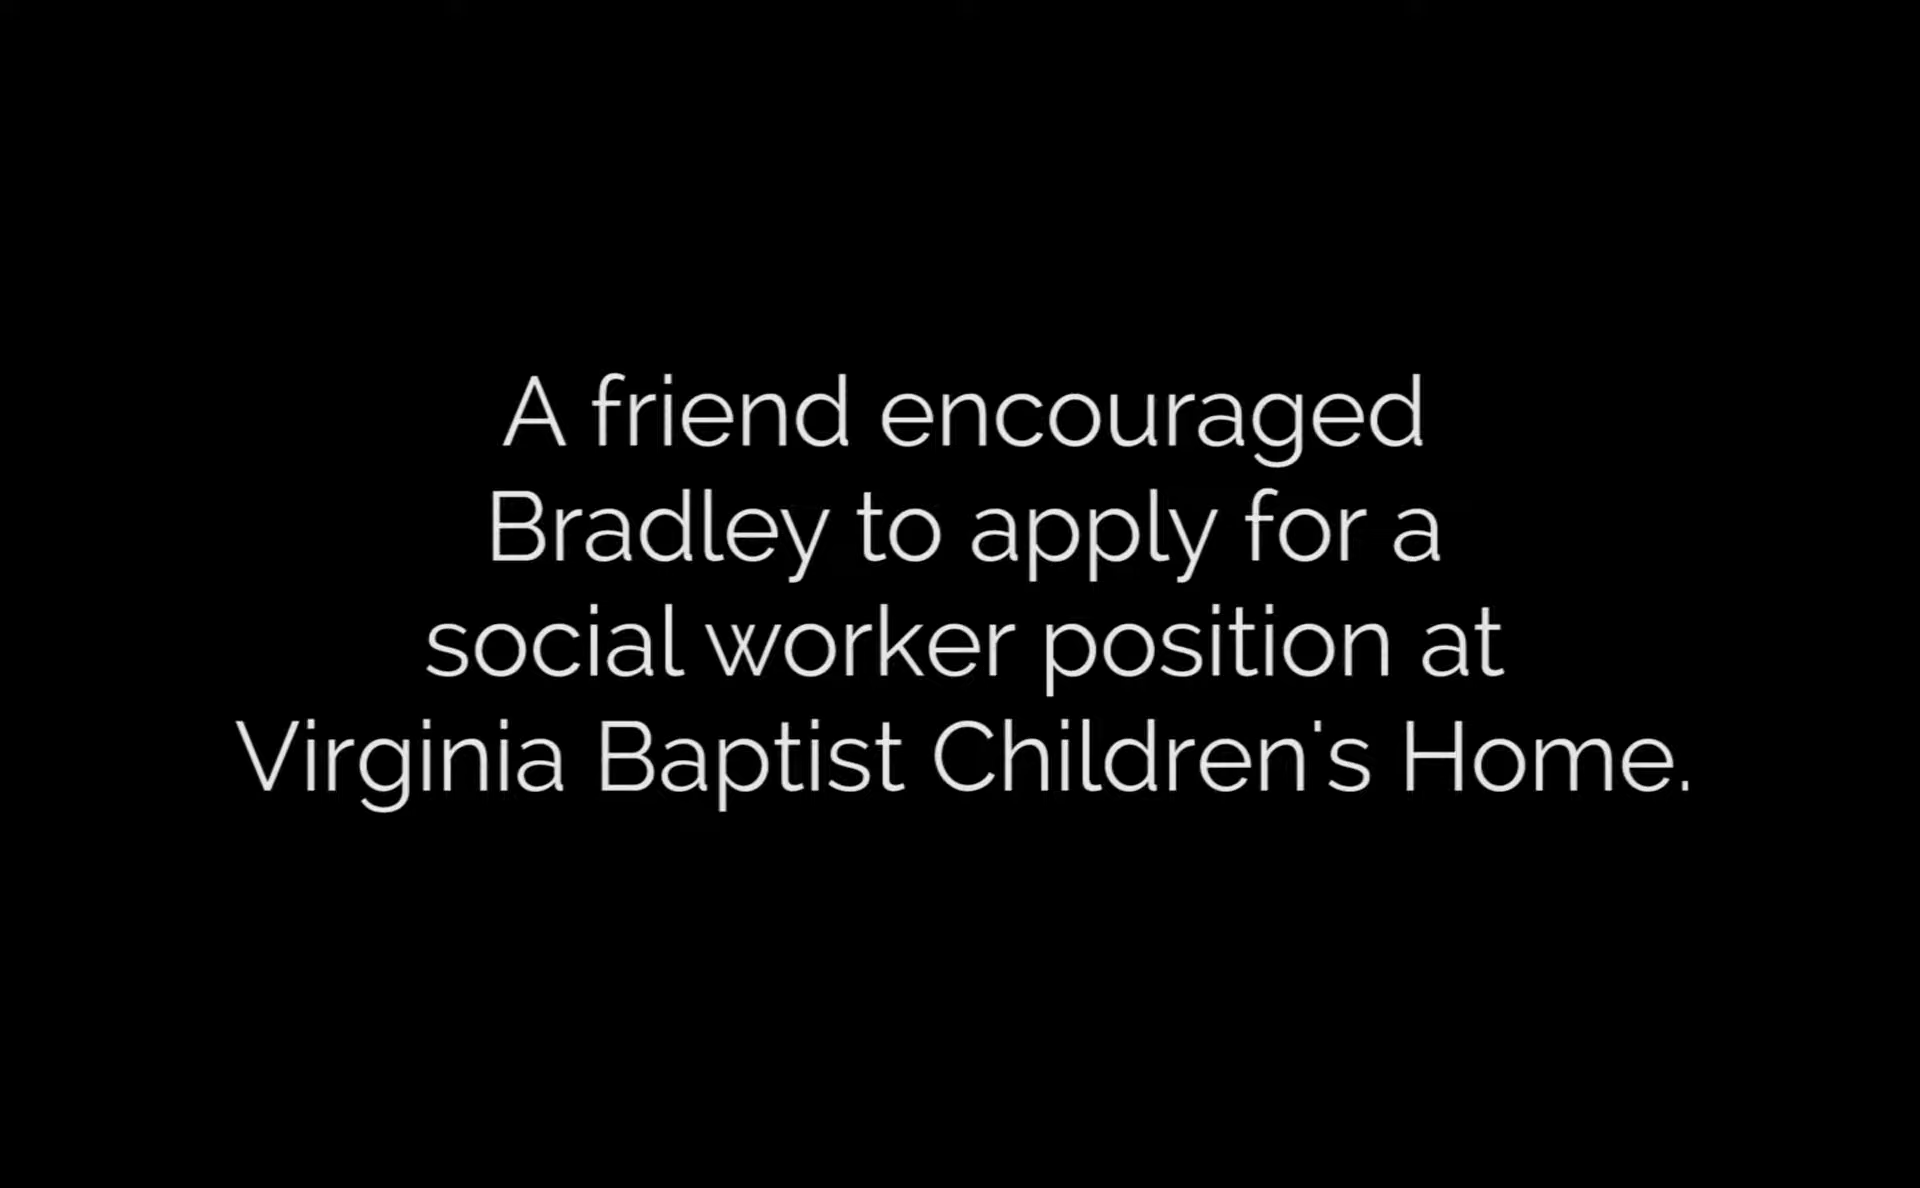 A friend encouraged
Bradley to apply for a
social worker position at
Virginia Baptist Children's Home.